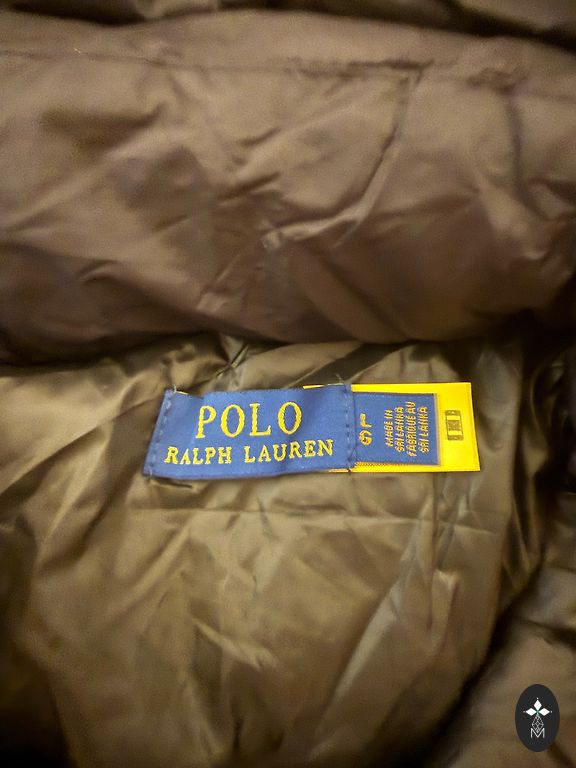 POLO
RALPH LAUREN
L
G
MADE IN
SRI LANKA
FABRIQUÉ AU
SRI LANKA
M